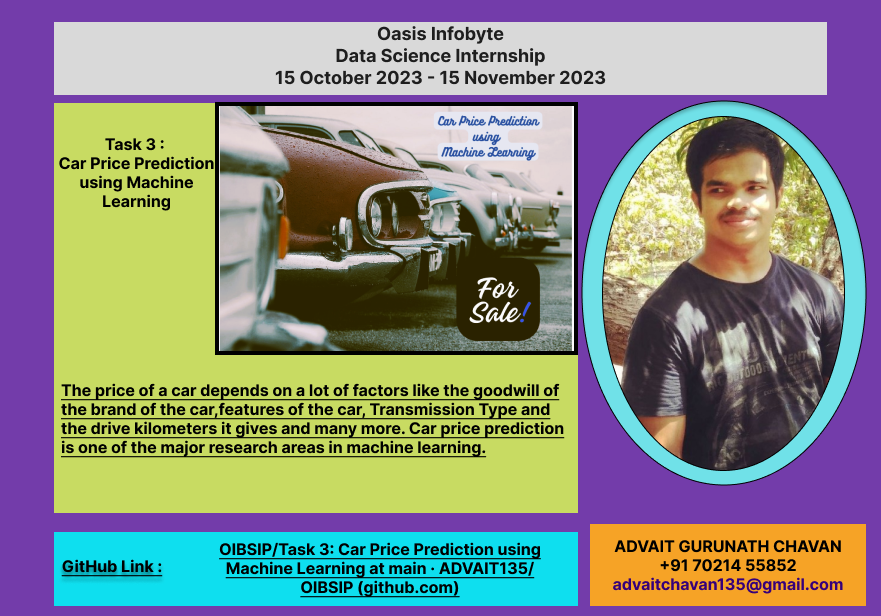 Oasis Infobyte
Data Science Internship
15 October 2023 - 15 November 2023
Task 3 :
Car Price Prediction
using Machine
Learning
Car Price Prediction
using
Machine Learning
For
Sale!
The price of a car depends on a lot of factors like the goodwill of
the brand of the car,features of the car, Transmission Type and
the drive kilometers it gives and many more. Car price prediction
is one of the major research areas in machine learning.
GitHub Link :
OIBSIP/Task 3: Car Price Prediction using
Machine Learning at main · ADVAIT135/
OIBSIP (github.com)
ADVAIT GURUNATH CHAVAN
+91 70214 55852
advaitchavan135@gmail.com